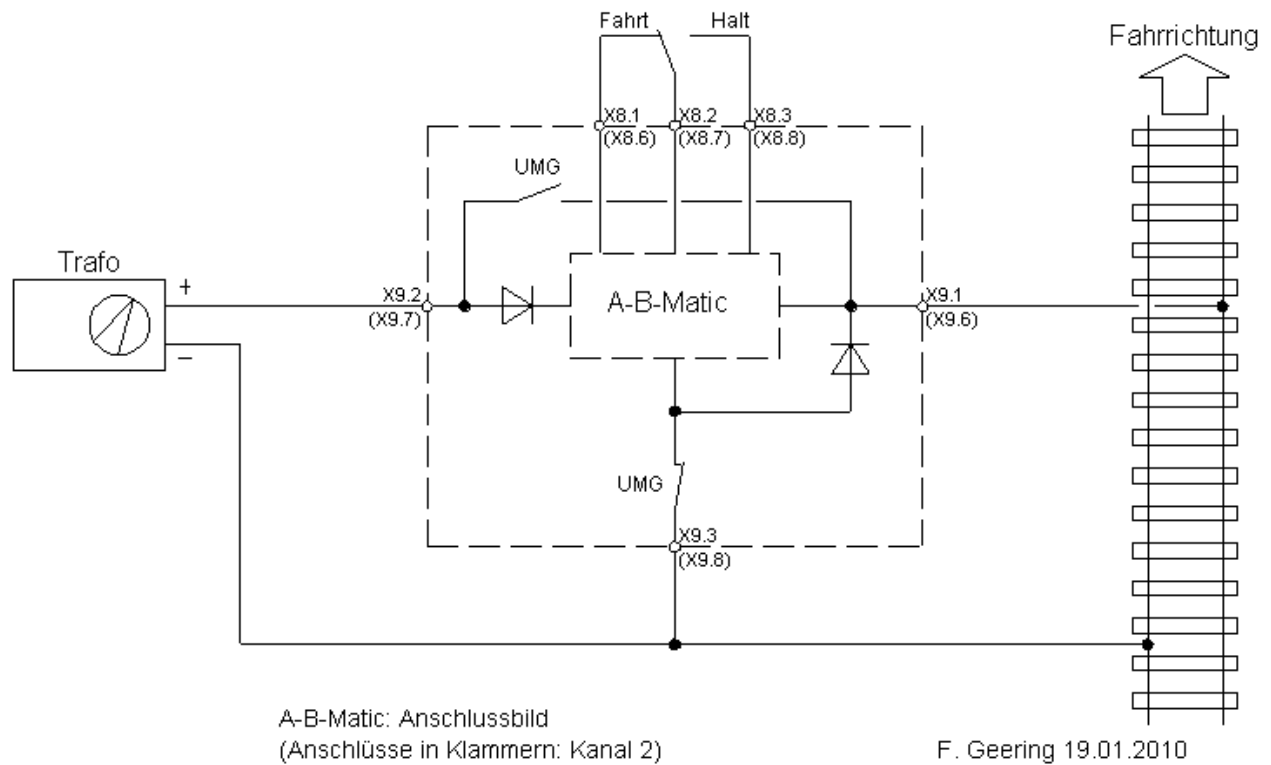 Fahrt Halt
Fahrrichtung
X8.1 X8.2 X8.3
(X8.6) (X8.7) (X8.8)
UMG
Trafo
+
X9.2 A-B-Matic X9.1
(X9.7) (X9.6)
–
UMG
X9.3
(X9.8)
A-B-Matic: Anschlussbild
(Anschlüsse in Klammern: Kanal 2) F. Geering 19.01.2010